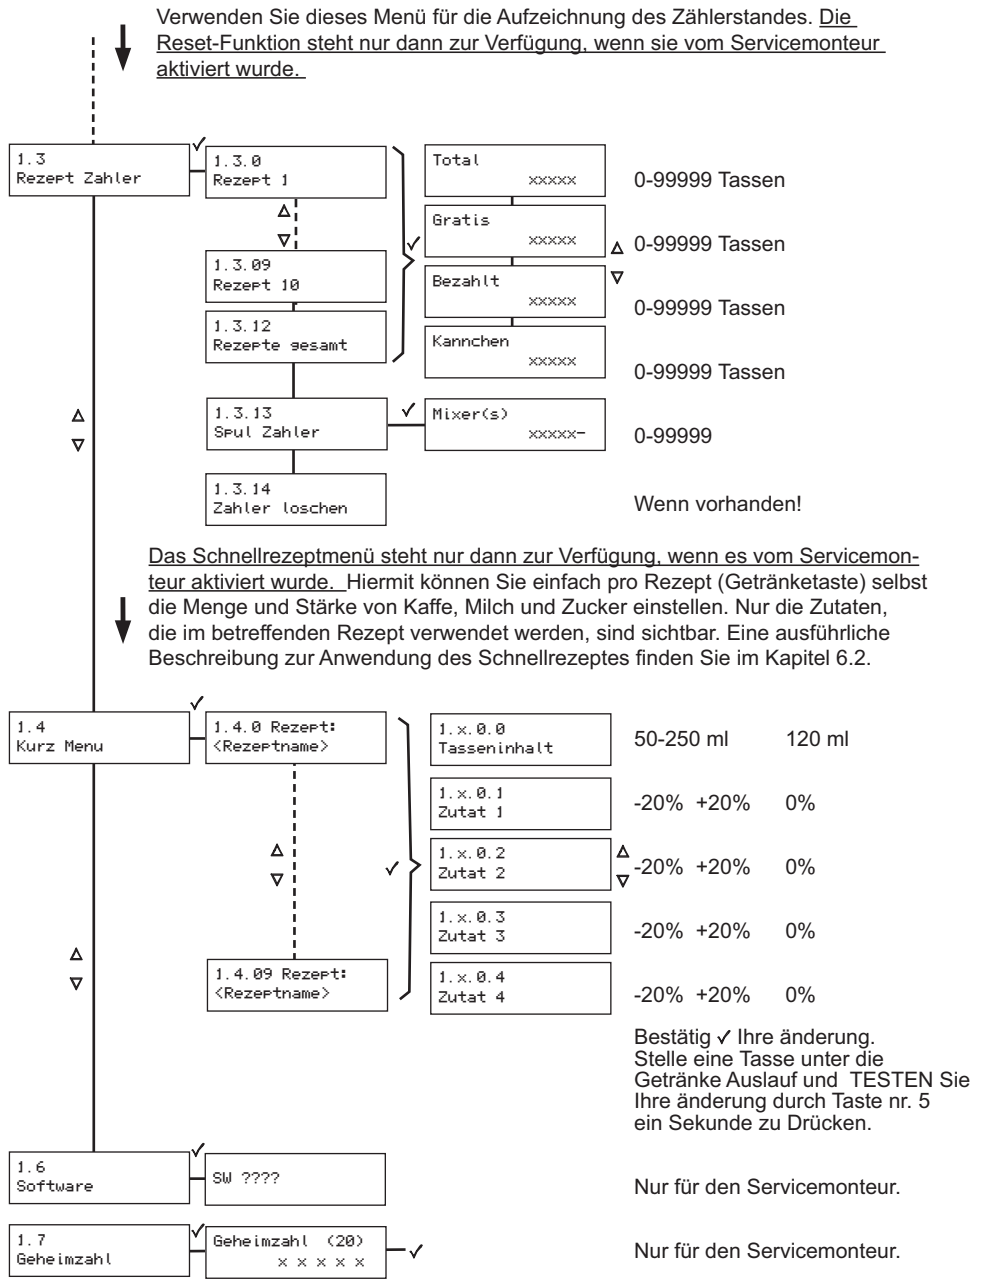 Verwenden Sie dieses Menü für die Aufzeichnung des Zählerstandes. Die
Reset-Funktion steht nur dann zur Verfügung, wenn sie vom Servicemonteur
aktiviert wurde.
1.3
Rezept Zahler
✓
1.3.0
Rezept 1
1.3.09
Rezept 10
1.3.12
Rezepte gesamt
✓
Total
xxxxx
0-99999 Tassen
Gratis
xxxxx
0-99999 Tassen
Bezahlt
xxxxx
0-99999 Tassen
Kannchen
xxxxx
0-99999 Tassen
1.3.13
Spul Zahler
✓
Mixer(s)
xxxxx-
0-99999
1.3.14
Zahler loschen
Wenn vorhanden!
Das Schnellrezeptmenü steht nur dann zur Verfügung, wenn es vom Servicemon-
teur aktiviert wurde. Hiermit können Sie einfach pro Rezept (Getränketaste) selbst
die Menge und Stärke von Kaffe, Milch und Zucker einstellen. Nur die Zutaten,
die im betreffenden Rezept verwendet werden, sind sichtbar. Eine ausführliche
Beschreibung zur Anwendung des Schnellrezeptes finden Sie im Kapitel 6.2.
1.4
Kurz Menu
✓
1.4.0 Rezept:
<Rezeptname>
1.4.09 Rezept:
<Rezeptname>
✓
1.x.0.0
Tasseninhalt
50-250 ml 120 ml
1.x.0.1
Zutat 1
-20% +20% 0%
1.x.0.2
Zutat 2
-20% +20% 0%
1.x.0.3
Zutat 3
-20% +20% 0%
1.x.0.4
Zutat 4
-20% +20% 0%
Bestätig ✓ Ihre änderung.
Stelle eine Tasse unter die
Getränke Auslauf und TESTEN Sie
Ihre änderung durch Taste nr. 5
ein Sekunde zu Drücken.
1.6
Software
✓
SW ????
Nur für den Servicemonteur.
1.7
Geheimzahl
✓
Geheimzahl (20)
x x x x x
✓
Nur für den Servicemonteur.